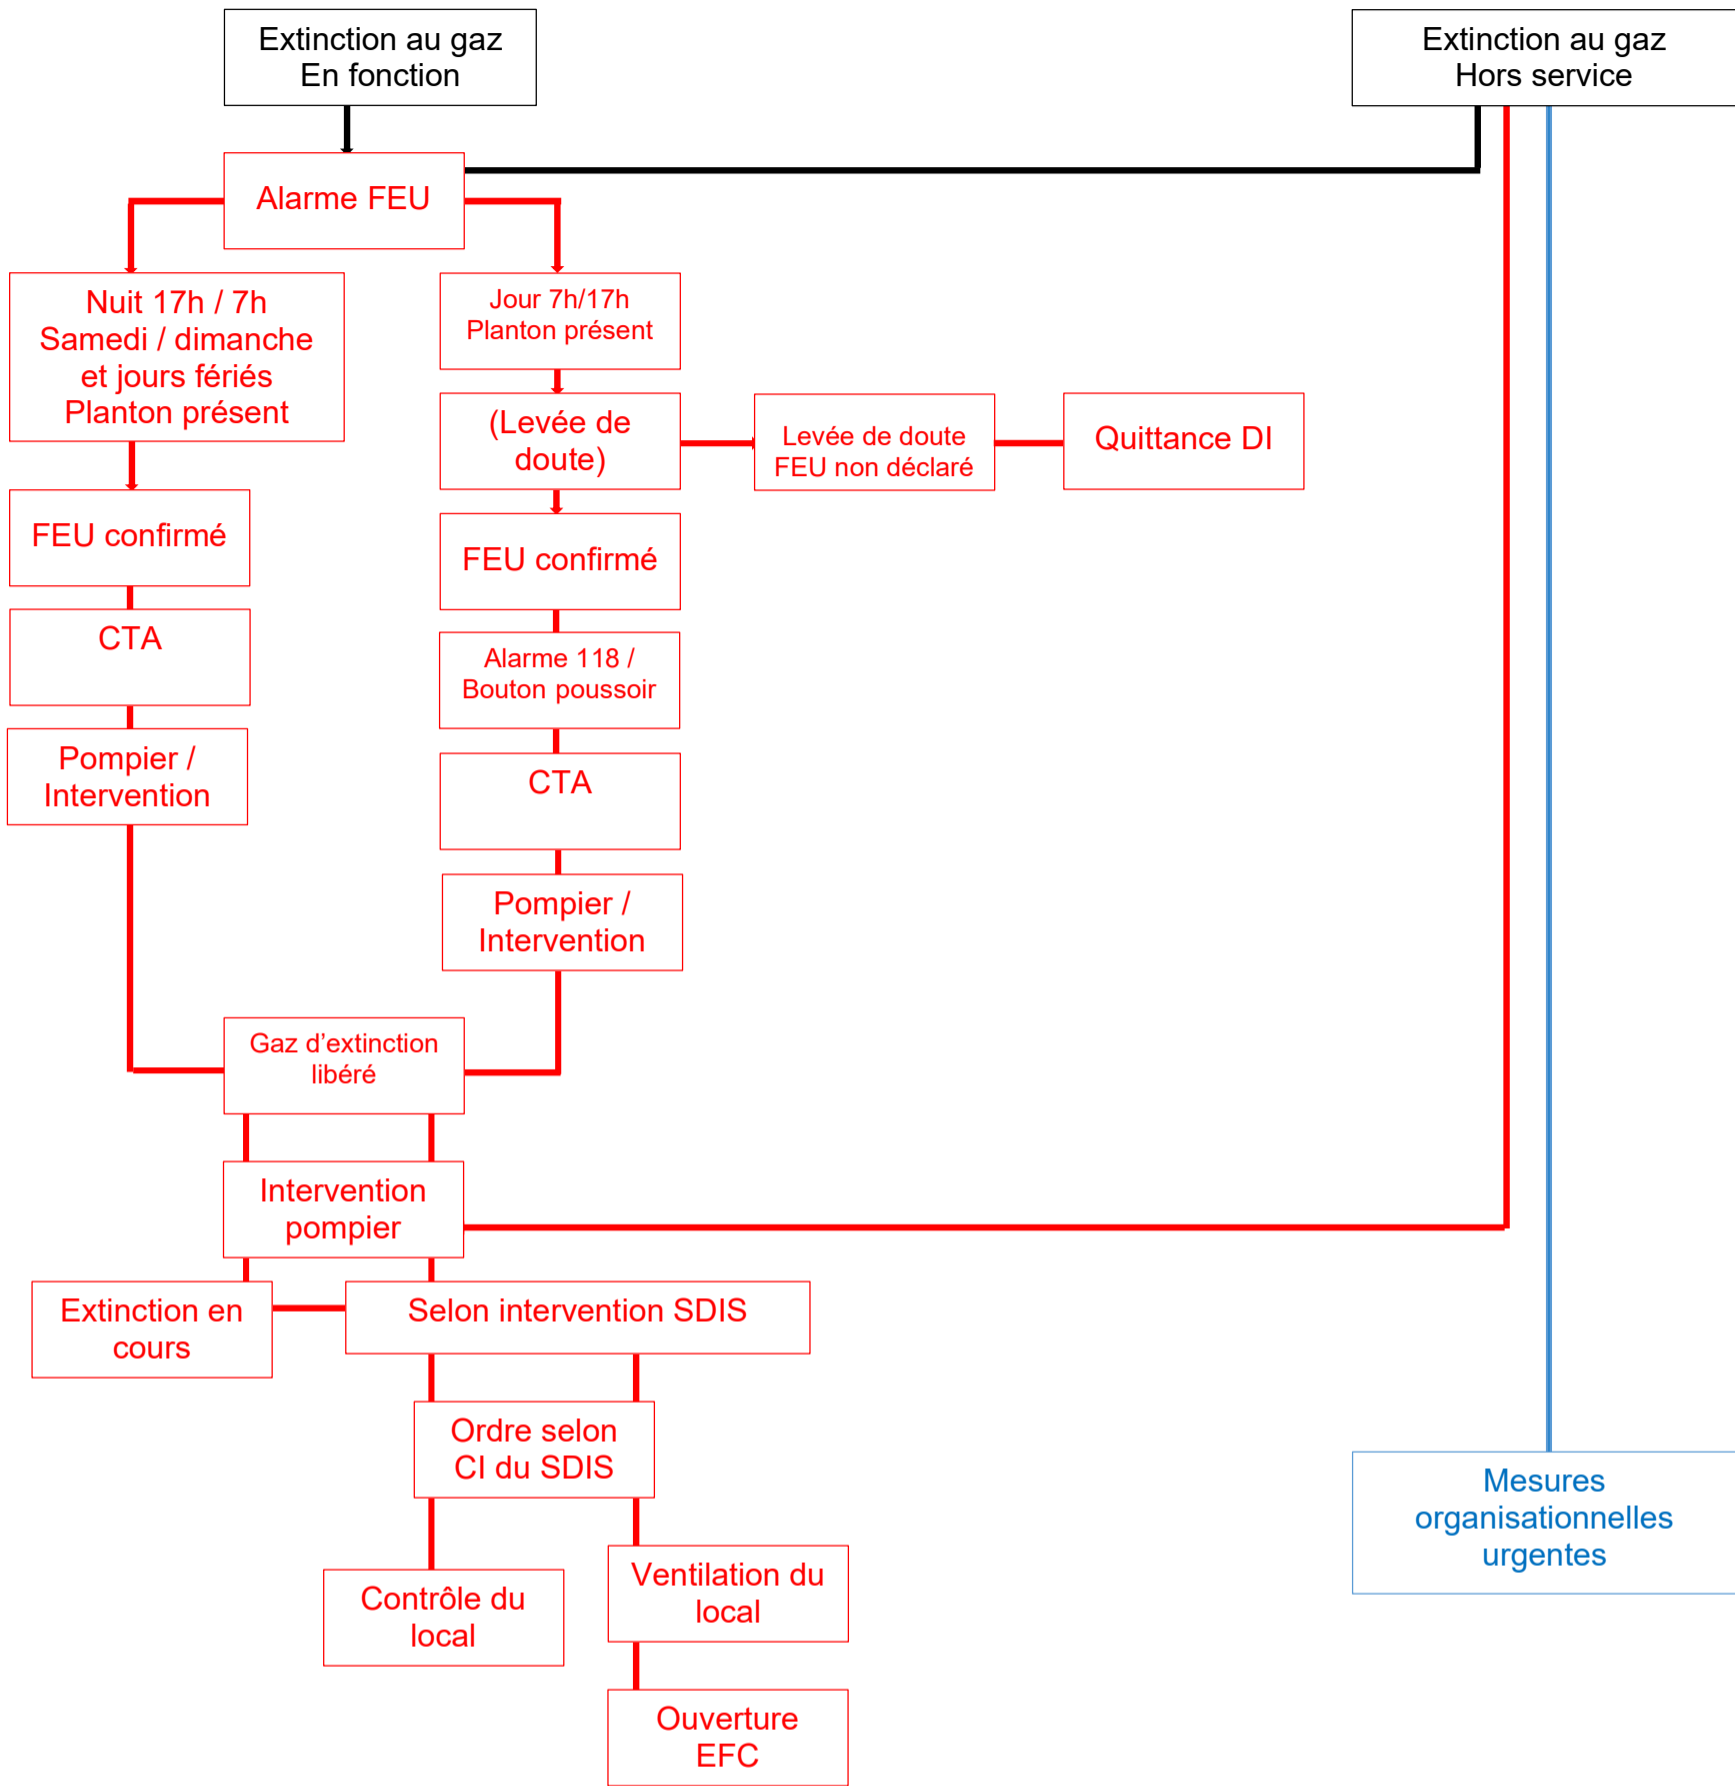 Extinction au gaz
En fonction
Extinction au gaz
Hors service
Alarme FEU
Nuit 17h / 7h
Samedi / dimanche
et jours fériés
Planton présent
Jour 7h/17h
Planton présent
(Levée de
doute)
Levée de doute
FEU non déclaré
Quittance DI
FEU confirmé
FEU confirmé
CTA
Alarme 118 /
Bouton poussoir
Pompier /
Intervention
CTA
Pompier /
Intervention
Gaz d’extinction
libéré
Intervention
pompier
Extinction en
cours
Selon intervention SDIS
Ordre selon
CI du SDIS
Mesures
organisationnelles
urgentes
Contrôle du
local
Ventilation du
local
Ouverture
EFC